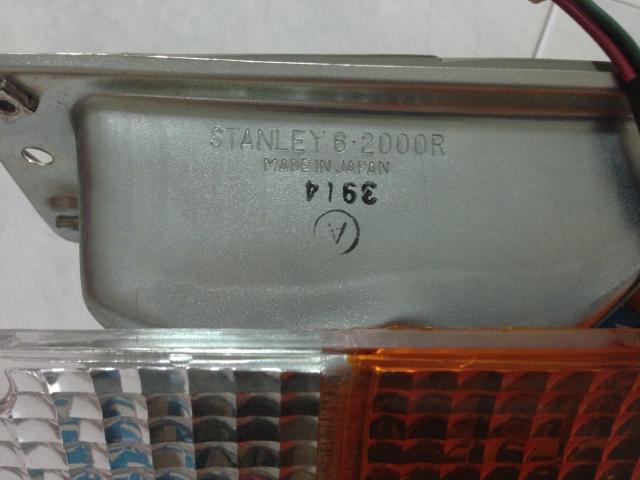 STANLEY 6·2000R
MADE IN JAPAN
3914
A